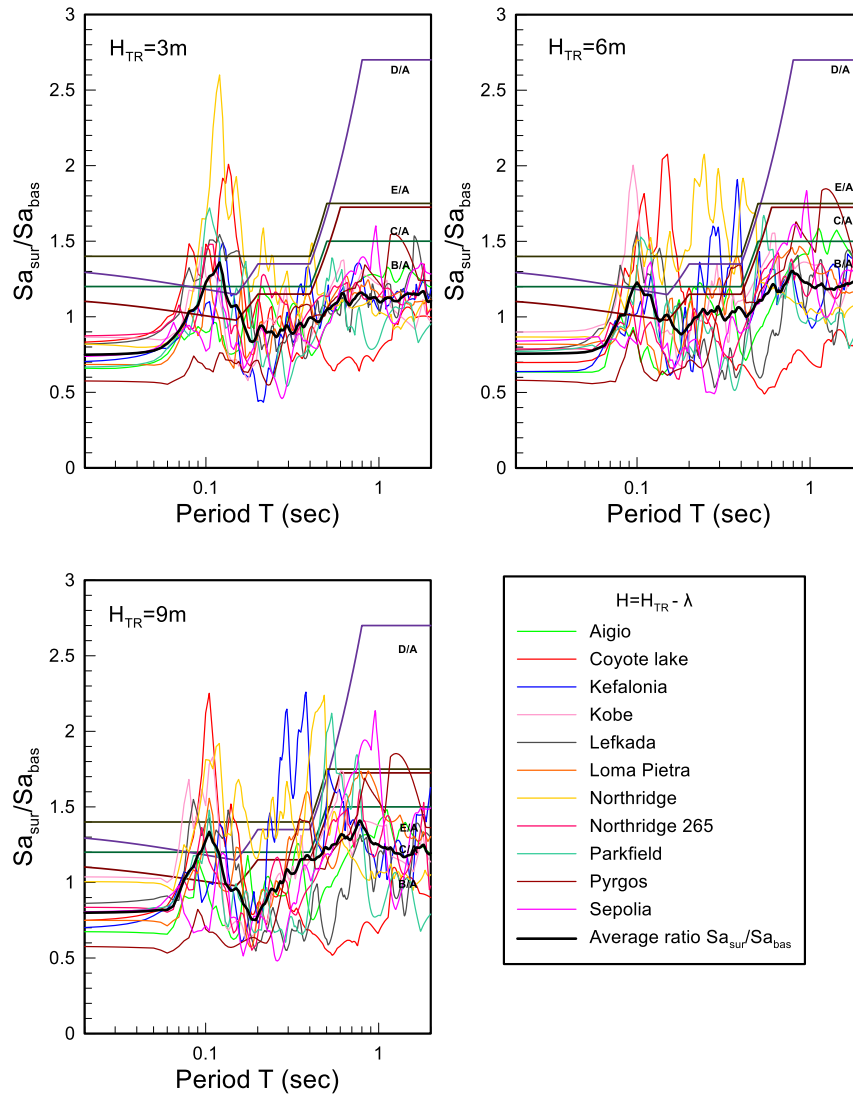 3
2.5
2
1.5
1
0.5
0
H_TR=3m
D/A
E/A
C/A
B/A
Sa_sur/Sa_bas
0.1 1
Period T (sec)
3
2.5
2
1.5
1
0.5
0
H_TR=6m
D/A
E/A
C/A
B/A
Sa_sur/Sa_bas
0.1 1
Period T (sec)
3
2.5
2
1.5
1
0.5
0
H_TR=9m
D/A
E/A
C/A
B/A
Sa_sur/Sa_bas
0.1 1
Period T (sec)
H=H_TR - λ
Aigio
Coyote lake
Kefalonia
Kobe
Lefkada
Loma Pietra
Northridge
Northridge 265
Parkfield
Pyrgos
Sepolia
Average ratio Sa_sur/Sa_bas